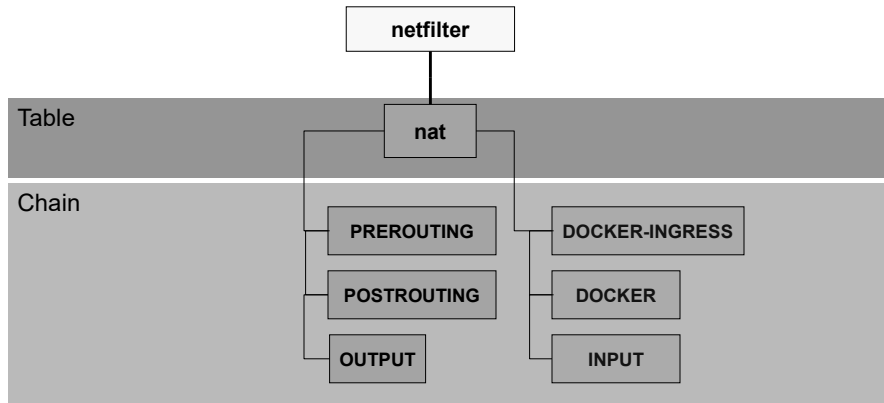 netfilter
Table
nat
Chain
PREROUTING
DOCKER-INGRESS
POSTROUTING
DOCKER
OUTPUT
INPUT